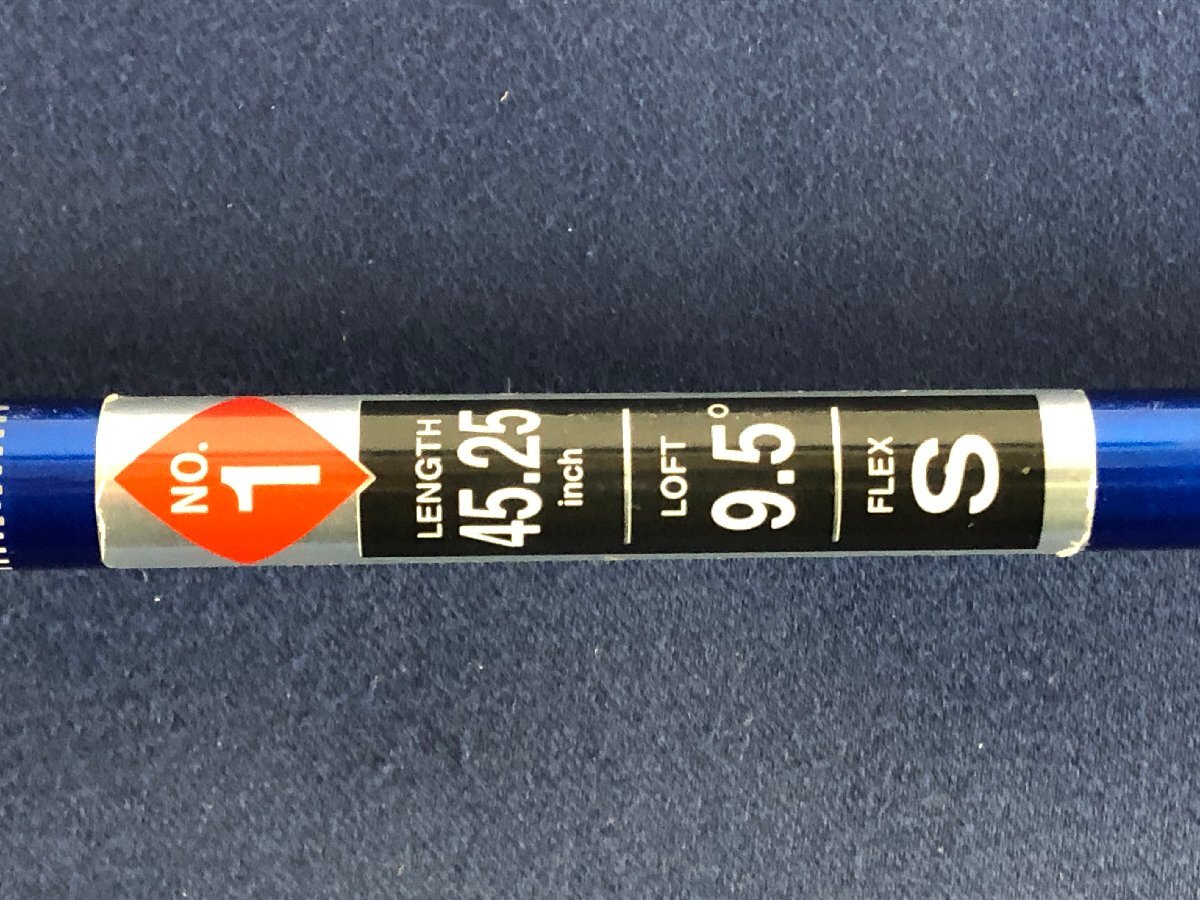 NO.
1
LENGTH
45.25
inch
LOFT
9.5°
FLEX
S